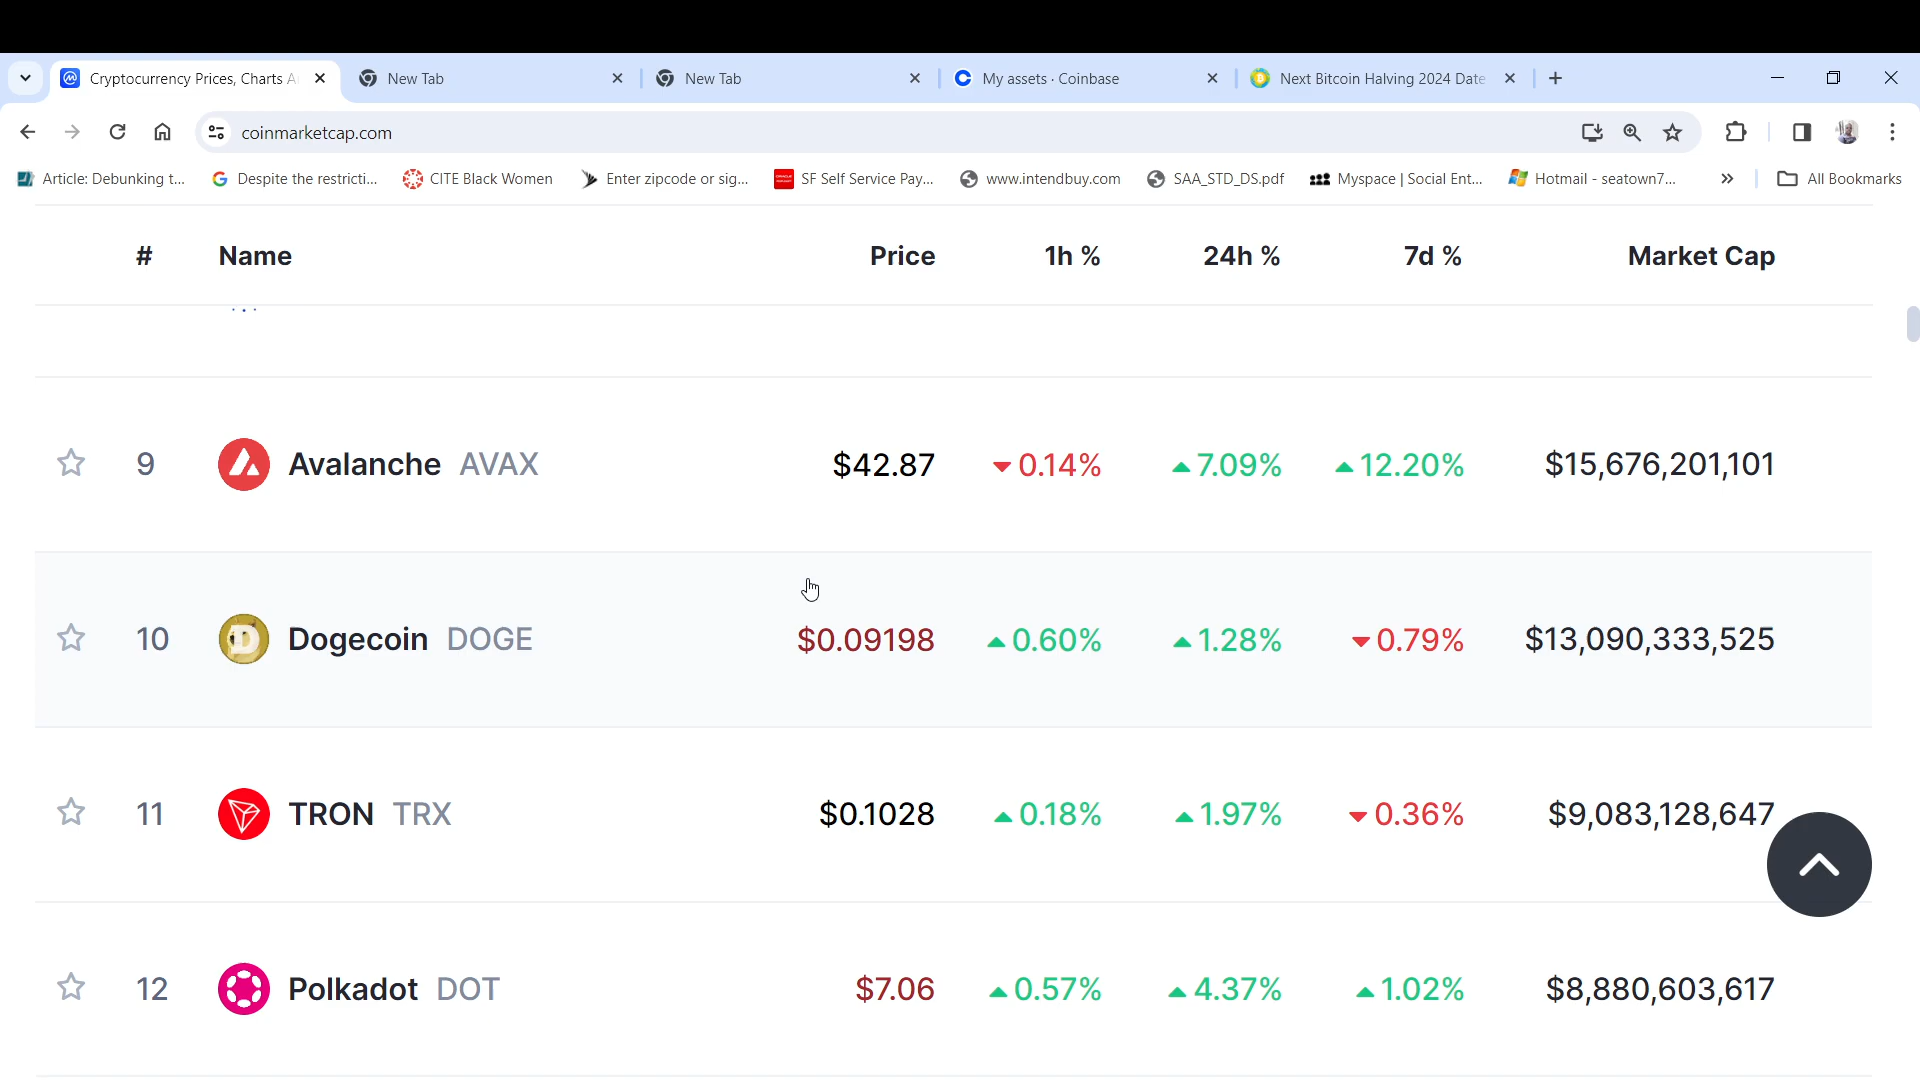 Cryptocurrency Prices, Charts A
New Tab
New Tab
My assets · Coinbase
Next Bitcoin Halving 2024 Date
coinmarketcap.com
Article: Debunking t...
Despite the restricti...
CITE Black Women
Enter zipcode or sig...
SF Self Service Pay...
www.intendbuy.com
SAA_STD_DS.pdf
Myspace | Social Ent...
Hotmail - seatown7...
All Bookmarks
# Name Price 1h % 24h % 7d % Market Cap
9 Avalanche AVAX $42.87 0.14% 7.09% 12.20% $15,676,201,101
10 Dogecoin DOGE $0.09198 0.60% 1.28% 0.79% $13,090,333,525
11 TRON TRX $0.1028 0.18% 1.97% 0.36% $9,083,128,647
12 Polkadot DOT $7.06 0.57% 4.37% 1.02% $8,880,603,617